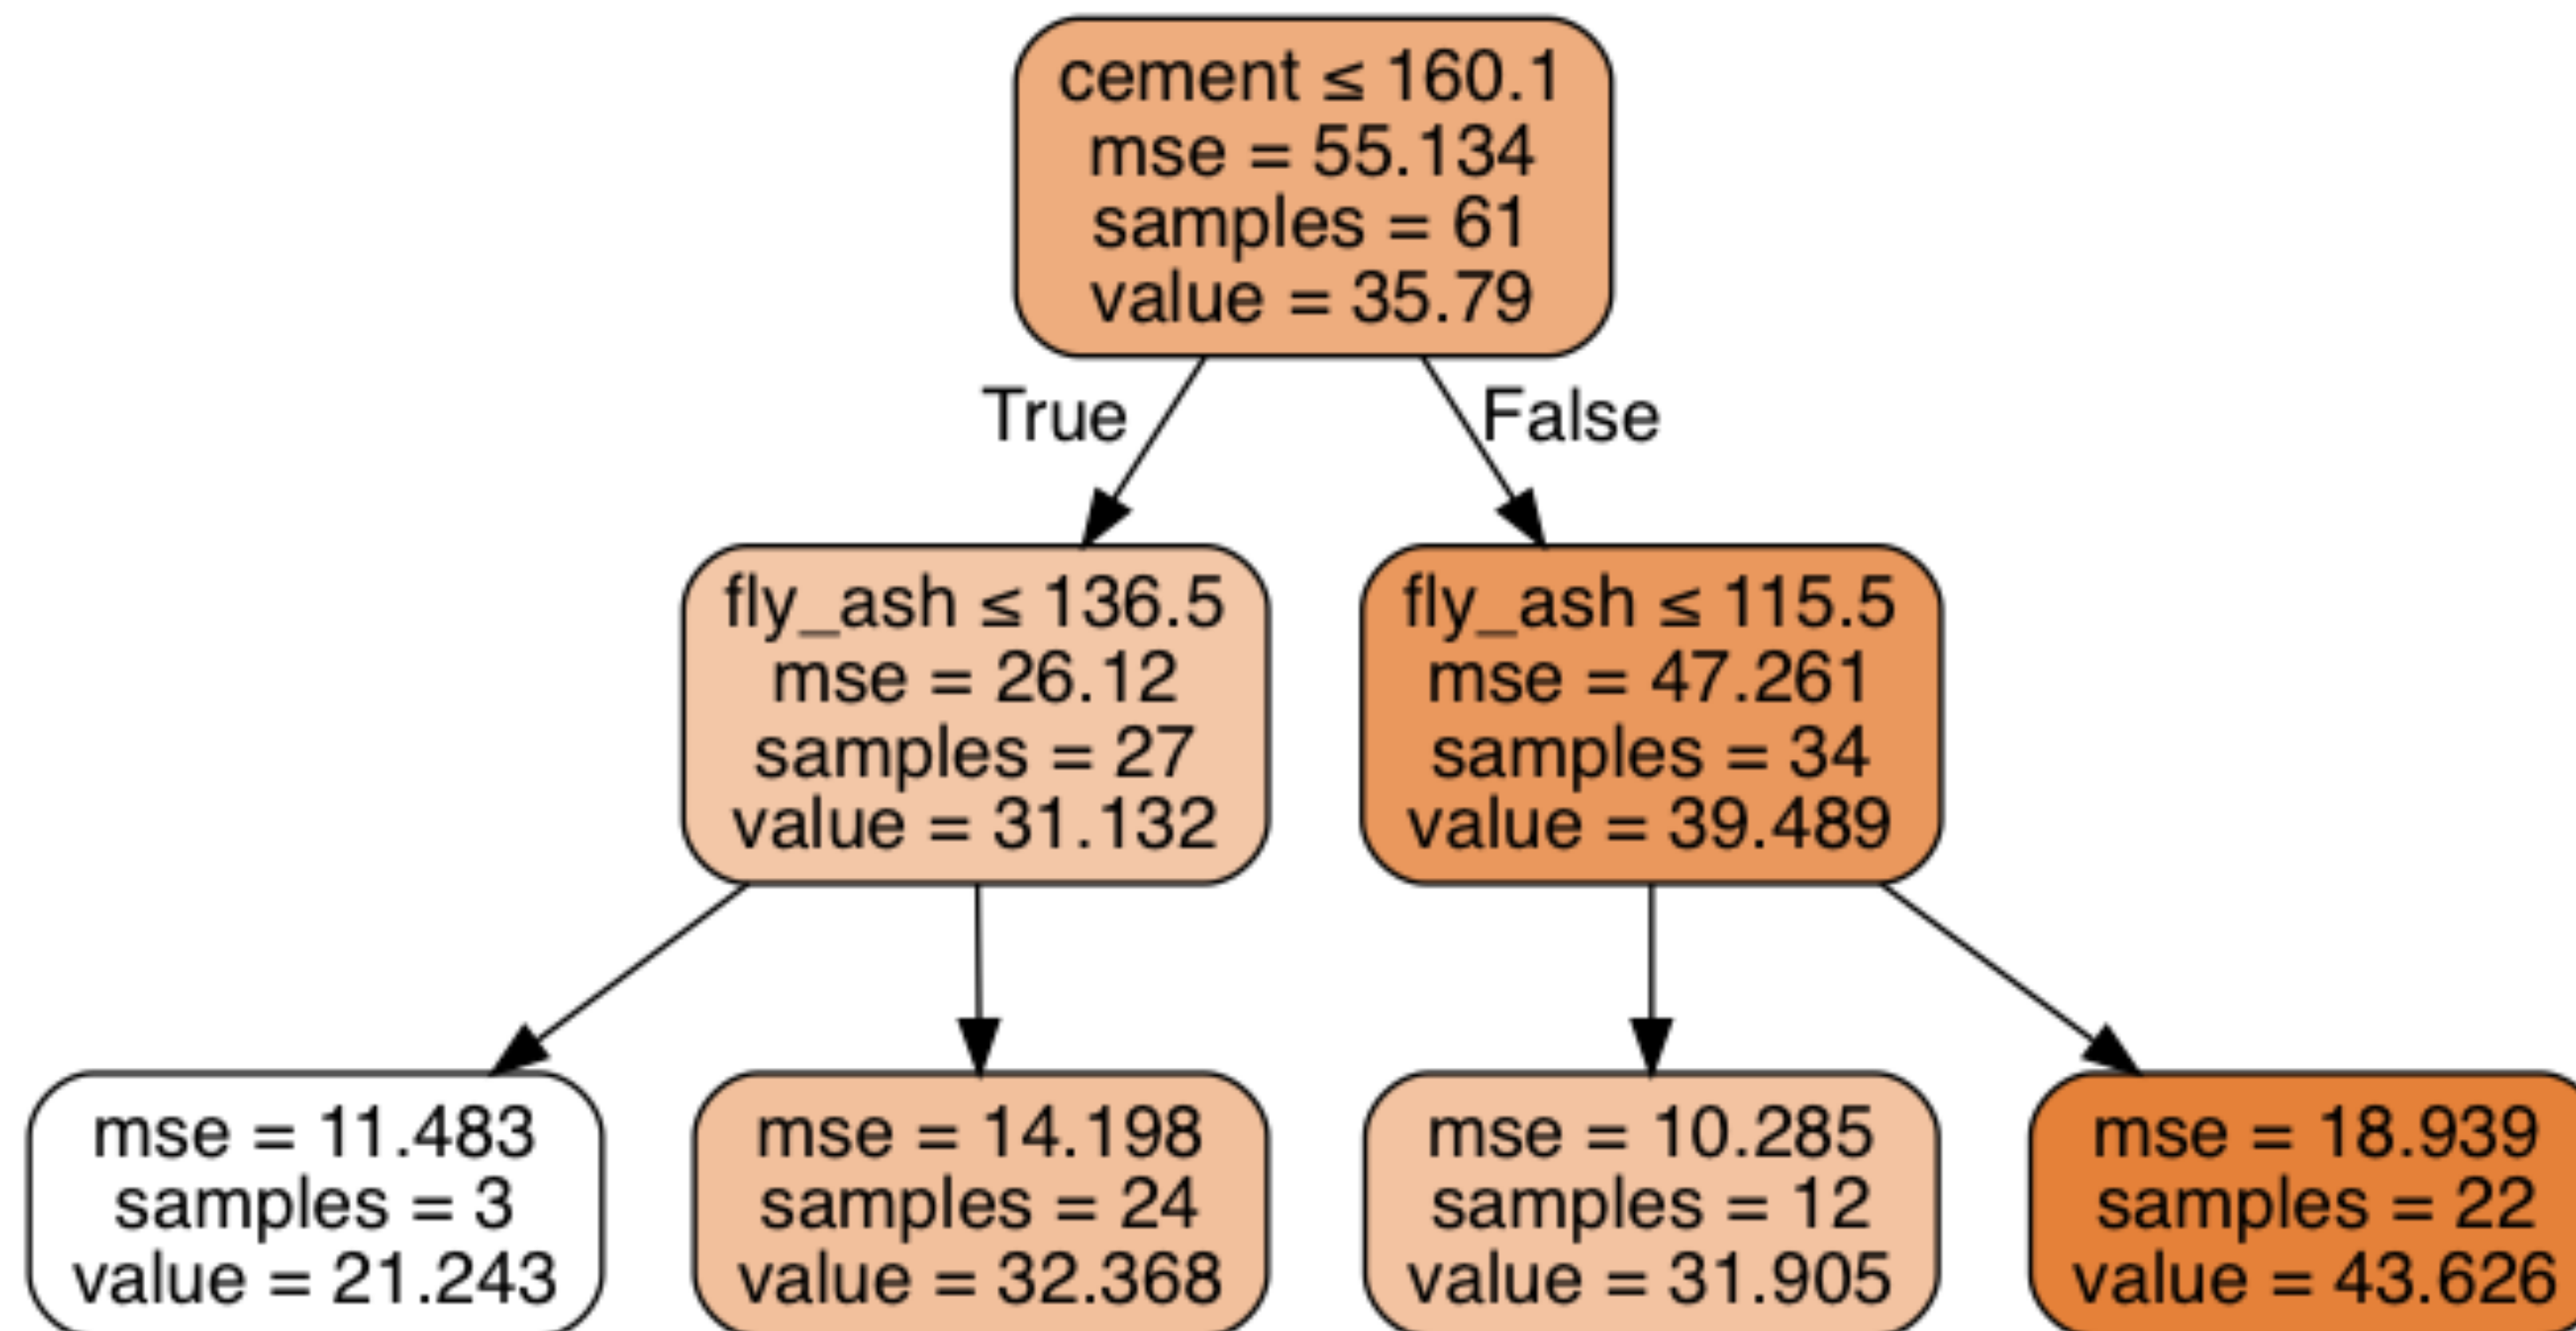 cement ≤ 160.1
mse = 55.134
samples = 61
value = 35.79
True
False
fly_ash ≤ 136.5
mse = 26.12
samples = 27
value = 31.132
fly_ash ≤ 115.5
mse = 47.261
samples = 34
value = 39.489
mse = 11.483
samples = 3
value = 21.243
mse = 14.198
samples = 24
value = 32.368
mse = 10.285
samples = 12
value = 31.905
mse = 18.939
samples = 22
value = 43.626